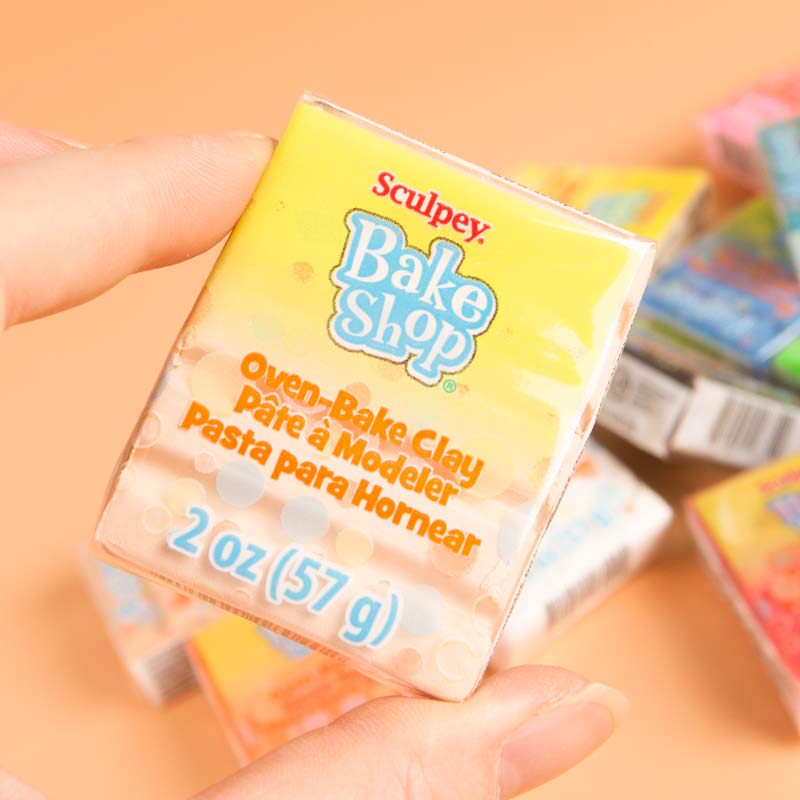 Sculpey®
Bake
Shop®
Oven-Bake Clay
Pâte à Modeler
Pasta para Hornear
2 oz (57 g)